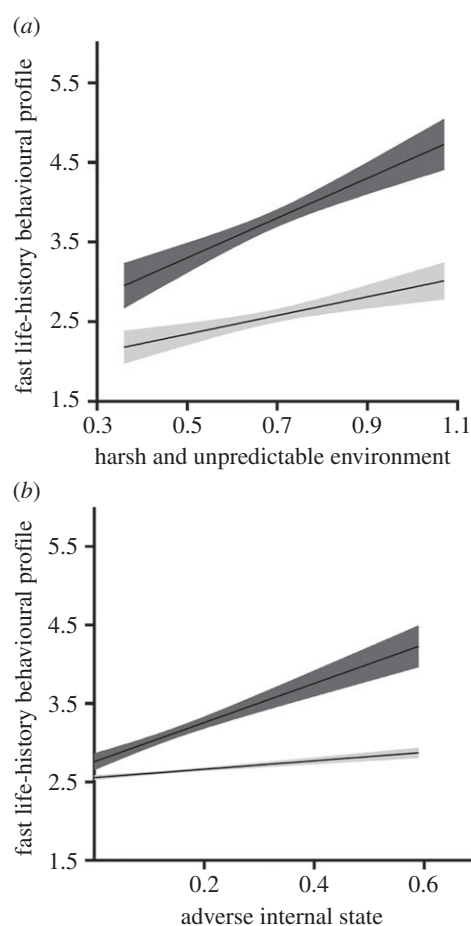 (a)
fast life-history behavioural profile
5.5
4.5
3.5
2.5
1.5
0.3 0.5 0.7 0.9 1.1
harsh and unpredictable environment
(b)
fast life-history behavioural profile
5.5
4.5
3.5
2.5
1.5
0.2 0.4 0.6
adverse internal state